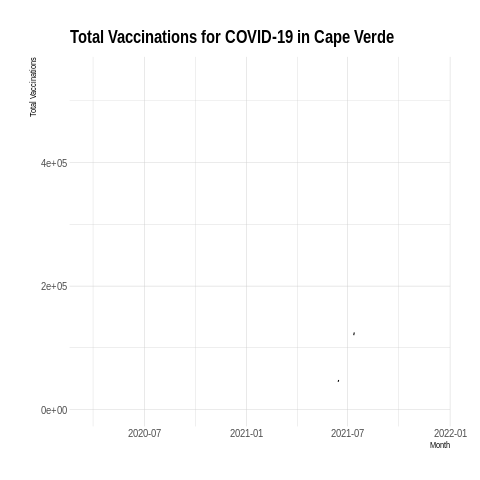 Total Vaccinations for COVID-19 in Cape Verde
Total Vaccinations
4e+05
2e+05
0e+00
2020-07
2021-01
2021-07
2022-01
Month